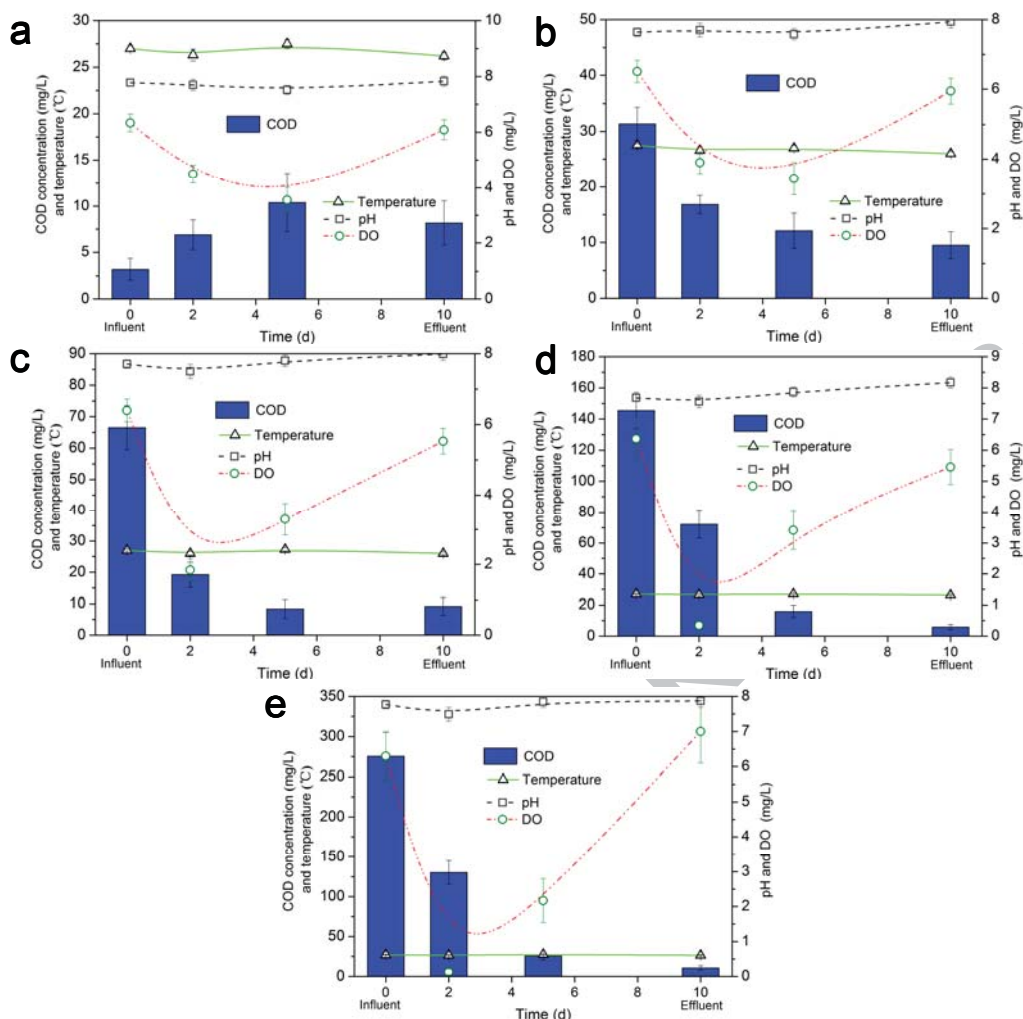 a
COD concentration (mg/L)
and temperature (℃)
30
25
20
15
10
5
0
COD
Temperature
pH
DO
10
8
6
4
2
0
pH and DO (mg/L)
0 2 4 6 8 10
Influent Effluent
Time (d)
b
COD concentration (mg/L)
and temperature (℃)
50
40
30
20
10
0
COD
Temperature
pH
DO
8
7
6
5
4
3
2
1
0
pH and DO (mg/L)
0 2 4 6 8 10
Influent Effluent
Time (d)
c
COD concentration (mg/L)
and temperature (℃)
90
80
70
60
50
40
30
20
10
0
COD
Temperature
pH
DO
8
6
4
2
0
pH and DO (mg/L)
0 2 4 6 8 10
Influent Effluent
Time (d)
d
COD concentration (mg/L)
and temperature (℃)
180
160
140
120
100
80
60
40
20
0
COD
Temperature
pH
DO
9
8
7
6
5
4
3
2
1
0
pH and DO (mg/L)
0 2 4 6 8 10
Influent Effluent
Time (d)
e
COD concentration (mg/L)
and temperature (℃)
350
300
250
200
150
100
50
25
0
COD
Temperature
pH
DO
8
7
6
5
4
3
2
1
0
pH and DO (mg/L)
0 2 4 6 8 10
Influent Effluent
Time (d)